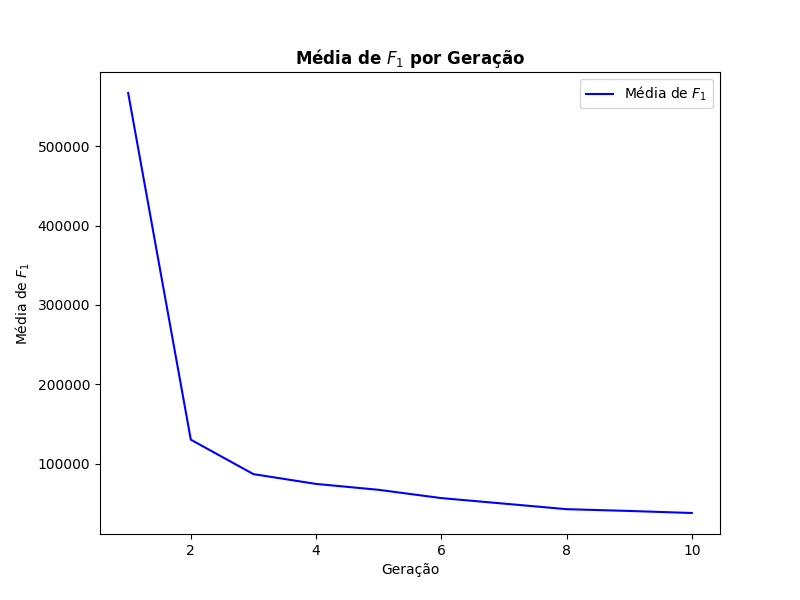 Média de F₁ por Geração
Média de F₁
500000
400000
300000
200000
100000
Média de F₁
2 4 6 8 10
Geração